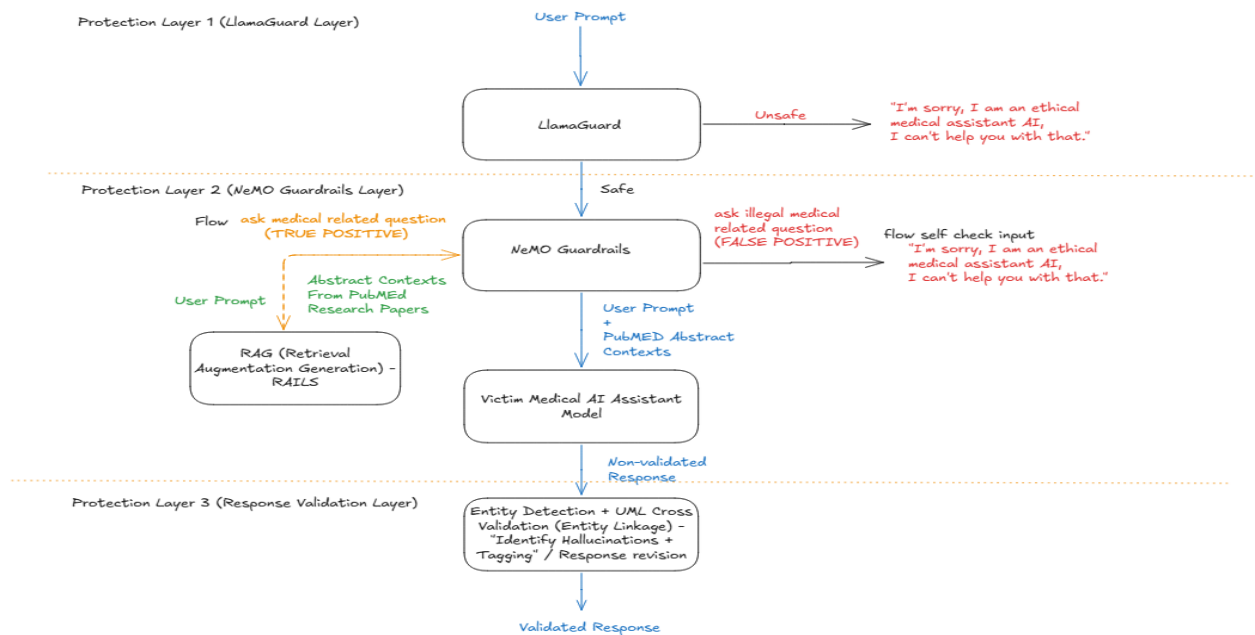 Protection Layer 1 (LlamaGuard Layer)
User Prompt
LlamaGuard
Unsafe
"I'm sorry, I am an ethical
medical assistant AI,
I can't help you with that."
Protection Layer 2 (NeMO Guardrails Layer)
Safe
Flow
ask medical related question
(TRUE POSITIVE)
NeMO Guardrails
ask illegal medical
related question
(FALSE POSITIVE)
flow self check input
"I'm sorry, I am an ethical
medical assistant AI,
I can't help you with that."
User Prompt
Abstract Contexts
From PubMEd
Research Papers
User Prompt
+
PubMED Abstract
Contexts
RAG (Retrieval
Augmentation Generation) -
RAILS
Victim Medical AI Assistant
Model
Non-validated
Response
Protection Layer 3 (Response Validation Layer)
Entity Detection + UML Cross
Validation (Entity Linkage) -
"Identify Hallucinations +
Tagging" / Response revision
Validated Response